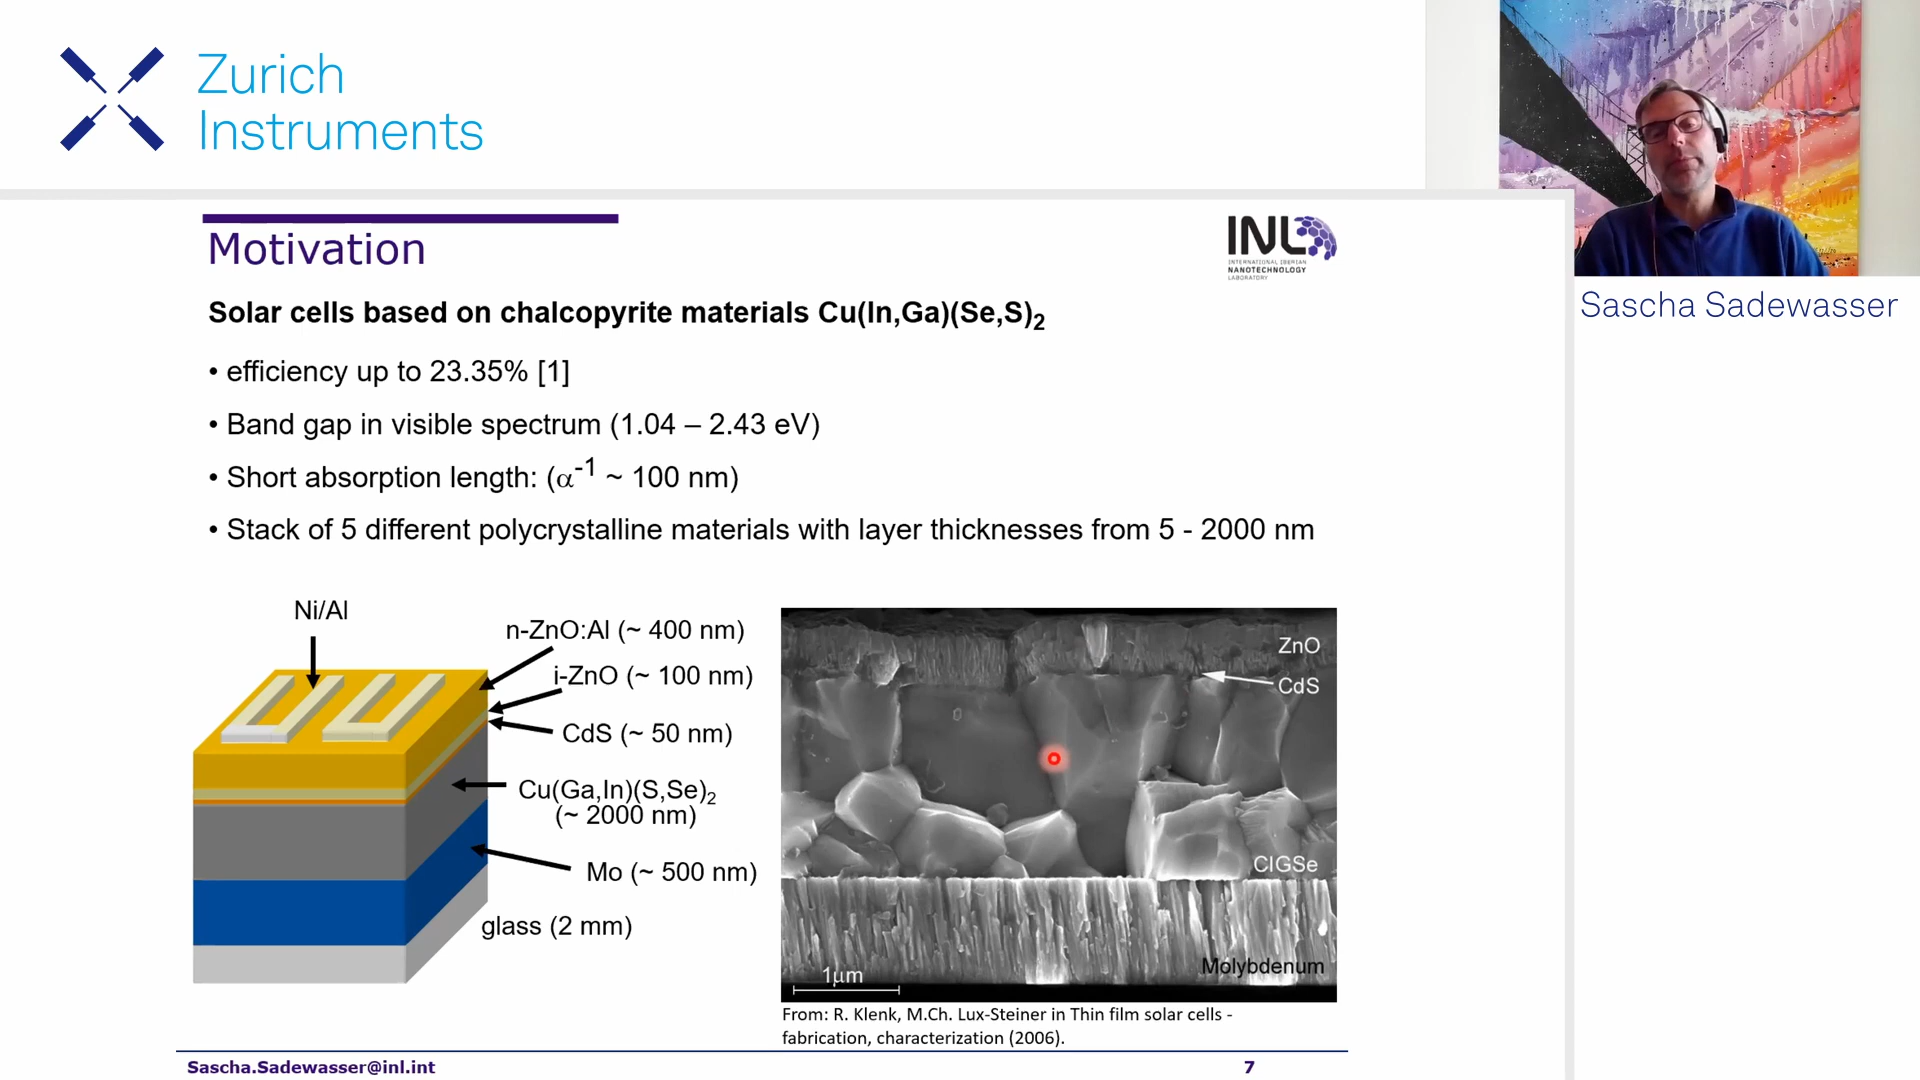 Zurich
Instruments
Motivation
INL
INTERNATIONAL IBERIAN
NANOTECHNOLOGY
LABORATORY
Sascha Sadewasser
Solar cells based on chalcopyrite materials Cu(In,Ga)(Se,S)₂
• efficiency up to 23.35% [1]
• Band gap in visible spectrum (1.04 – 2.43 eV)
• Short absorption length: (α⁻¹ ~ 100 nm)
• Stack of 5 different polycrystalline materials with layer thicknesses from 5 - 2000 nm
Ni/Al
n-ZnO:Al (~ 400 nm)
i-ZnO (~ 100 nm)
CdS (~ 50 nm)
Cu(Ga,In)(S,Se)₂
(~ 2000 nm)
Mo (~ 500 nm)
glass (2 mm)
ZnO
CdS
CIGSe
Molybdenum
1µm
From: R. Klenk, M.Ch. Lux-Steiner in Thin film solar cells -
fabrication, characterization (2006).
Sascha.Sadewasser@inl.int
7